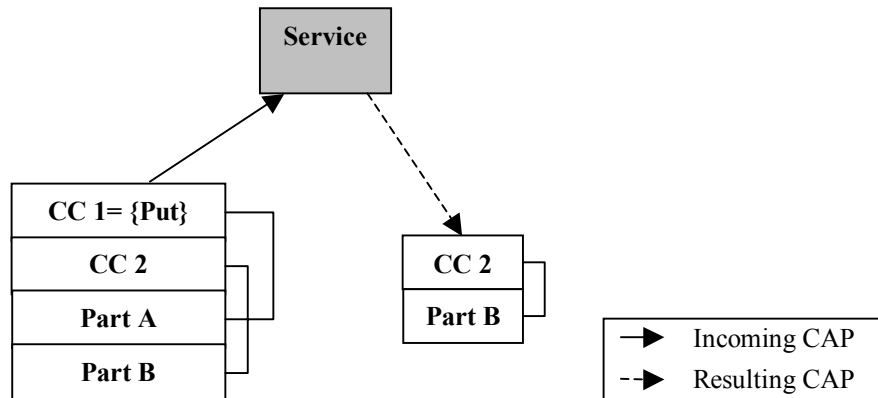 Service
CC 1= {Put}
CC 2
Part A
Part B
CC 2
Part B
Incoming CAP
Resulting CAP